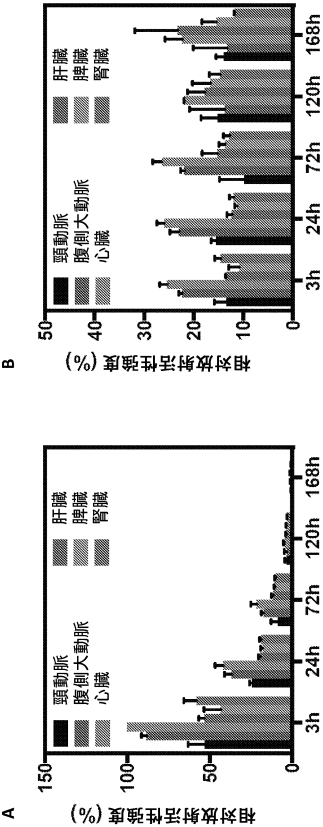 A
相対放射活性強度 (%)
150
100
50
0
頸動脈
腹側大動脈
心臓
肝臓
脾臓
腎臓
3h
24h
72h
120h
168h
B
相対放射活性強度 (%)
50
40
30
20
10
0
頸動脈
腹側大動脈
心臓
肝臓
脾臓
腎臓
3h
24h
72h
120h
168h